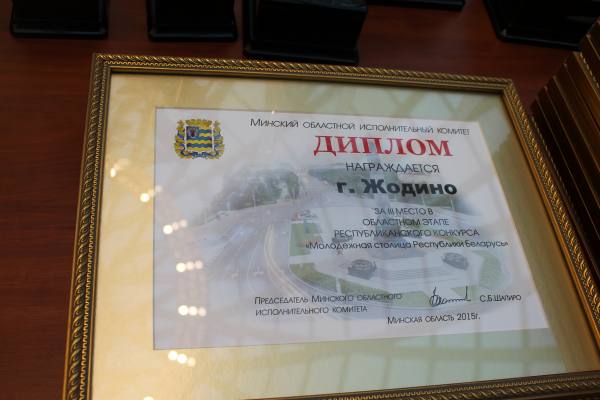 Минский областной исполнительный комитет
ДИПЛОМ
НАГРАЖДАЕТСЯ
г. Жодино
ЗА III МЕСТО В
ОБЛАСТНОМ ЭТАПЕ
РЕСПУБЛИКАНСКОГО КОНКУРСА
«Молодежная столица Республики Беларусь»
Председатель Минского областного
исполнительного комитета
С.Б.Шапиро
Минская область 2015г.